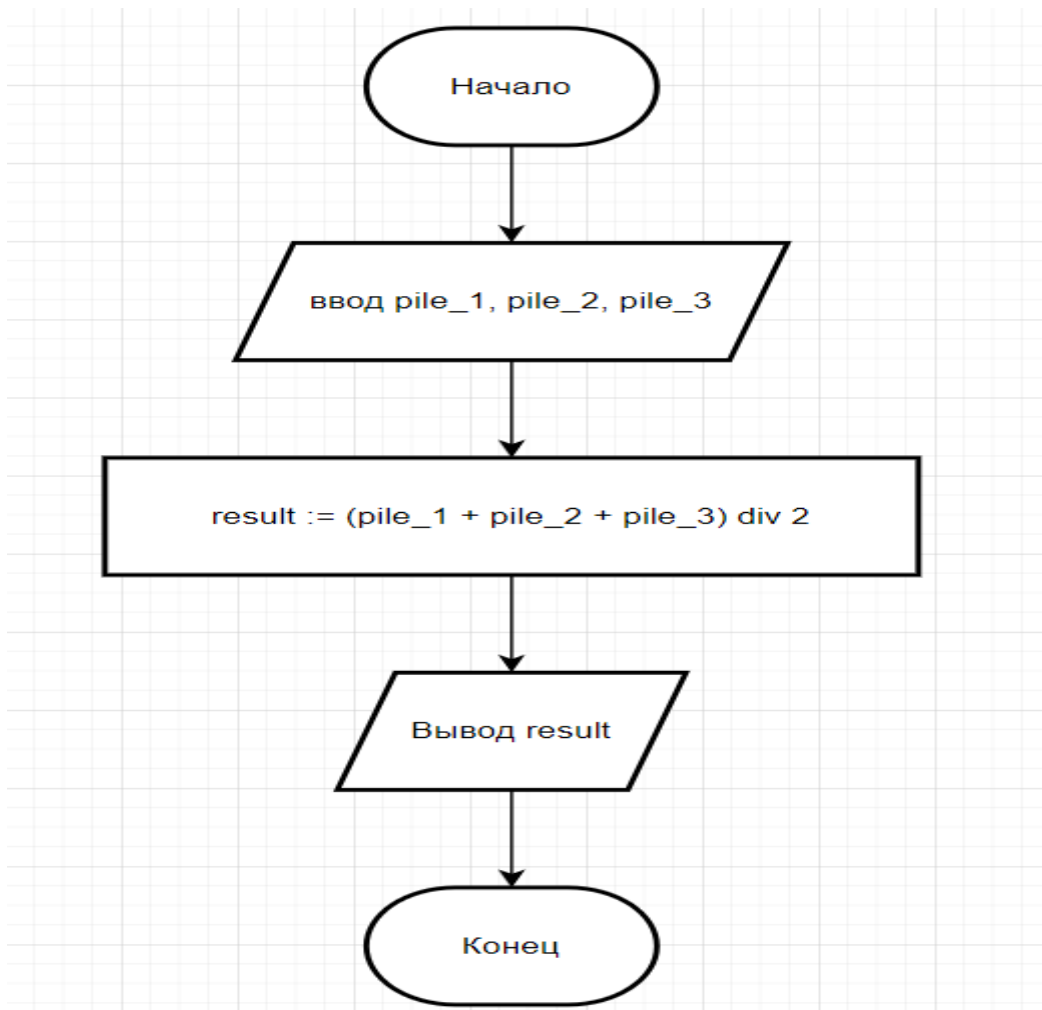 Начало
ввод pile_1, pile_2, pile_3
result := (pile_1 + pile_2 + pile_3) div 2
Вывод result
Конец